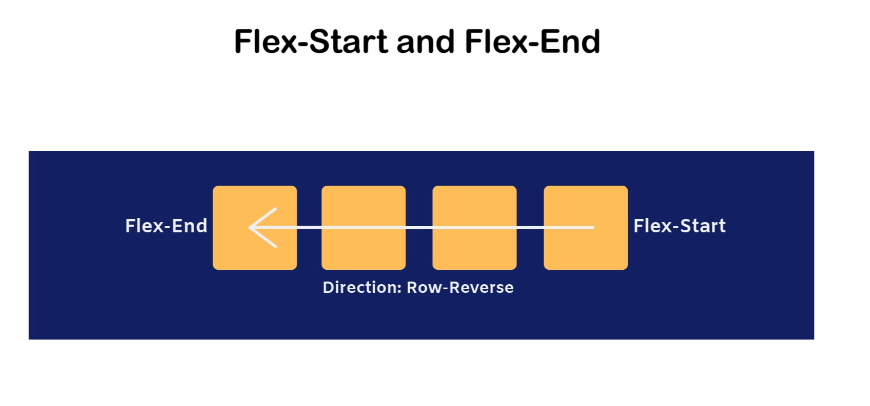 Flex-Start and Flex-End
Flex-End
Flex-Start
Direction: Row-Reverse